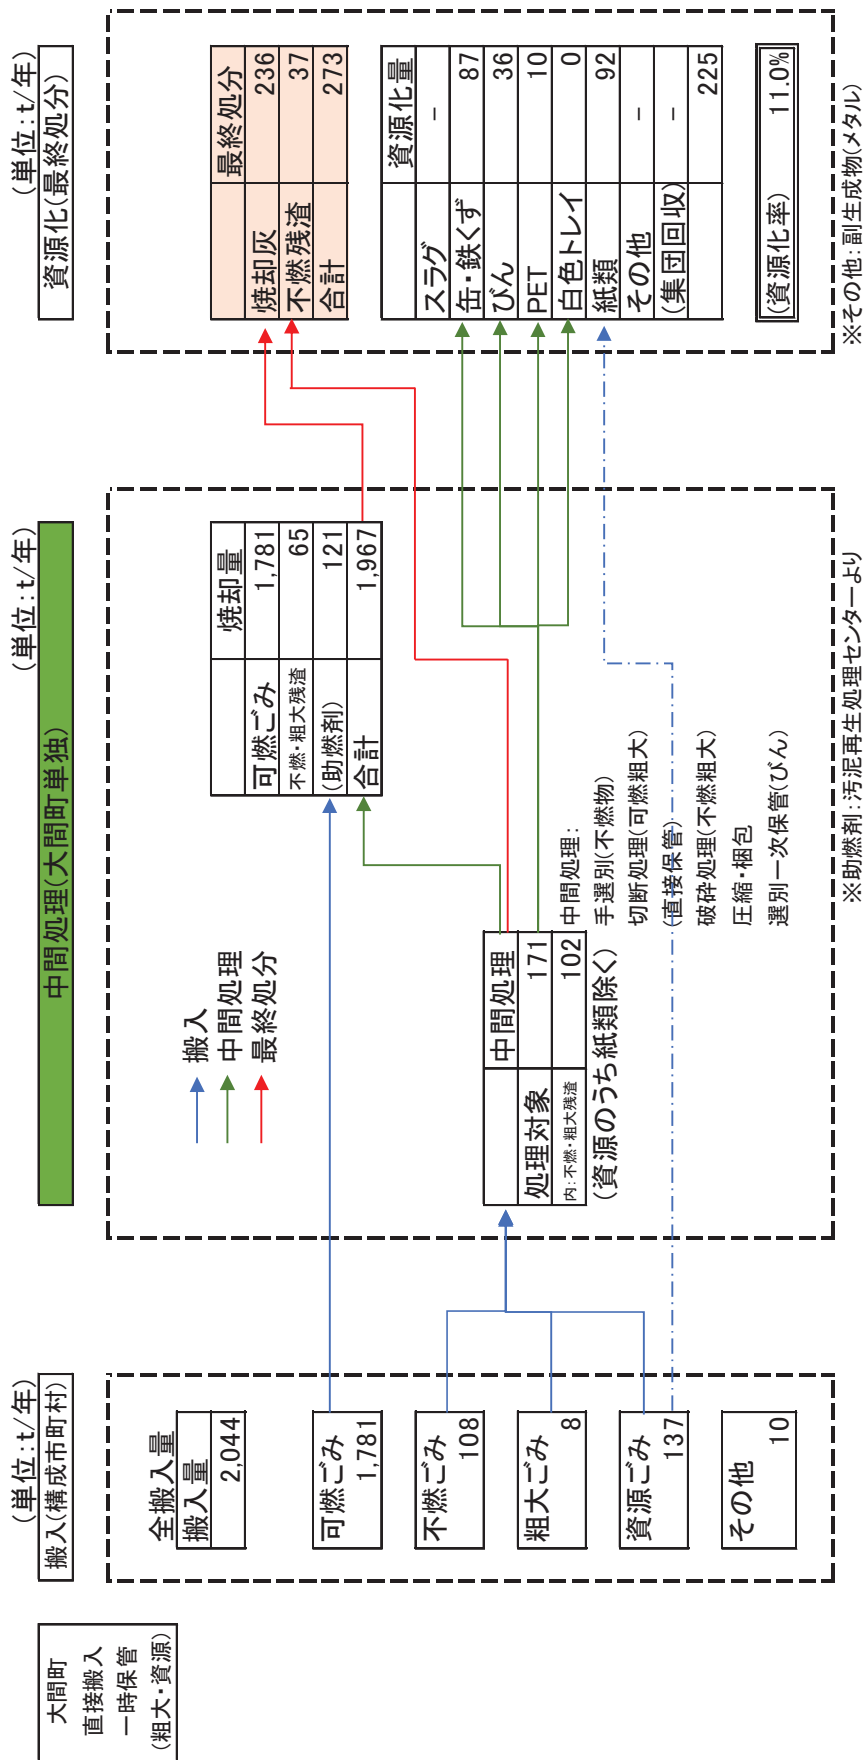 大間町
直接搬入
一時保管
(粗大・資源)
(単位:t/年)
搬入(構成市町村)
全搬入量
搬入量
2,044
可燃ごみ
1,781
不燃ごみ
108
粗大ごみ
8
資源ごみ
137
その他
10
(単位:t/年)
中間処理(大間町単独)
搬入
中間処理
最終処分
焼却量
可燃ごみ 1,781
不燃・粗大残渣 65
(助燃剤) 121
合計 1,967
中間処理
処理対象 171
内:不燃・粗大残渣 102
(資源のうち紙類除く)
中間処理:
手選別(不燃物)
切断処理(可燃粗大)
(直接保管)
破砕処理(不燃粗大)
圧縮・梱包
選別一次保管(びん)
※助燃剤:汚泥再生処理センターより
(単位:t/年)
資源化(最終処分)
最終処分
焼却灰 236
不燃残渣 37
合計 273
資源化量
スラグ -
缶・鉄くず 87
びん 36
PET 10
白色トレイ 0
紙類 92
その他 -
(集団回収) -
225
(資源化率) 11.0%
※その他:副生成物(メタル)